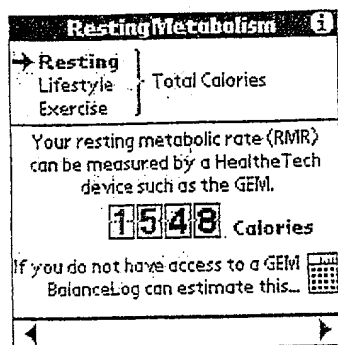 Resting Metabolism i
Resting
Lifestyle
Exercise
Total Calories
Your resting metabolic rate (RMR)
can be measured by a HealtheTech
device such as the GEM.
1548 Calories
If you do not have access to a GEM
BalanceLog can estimate this...